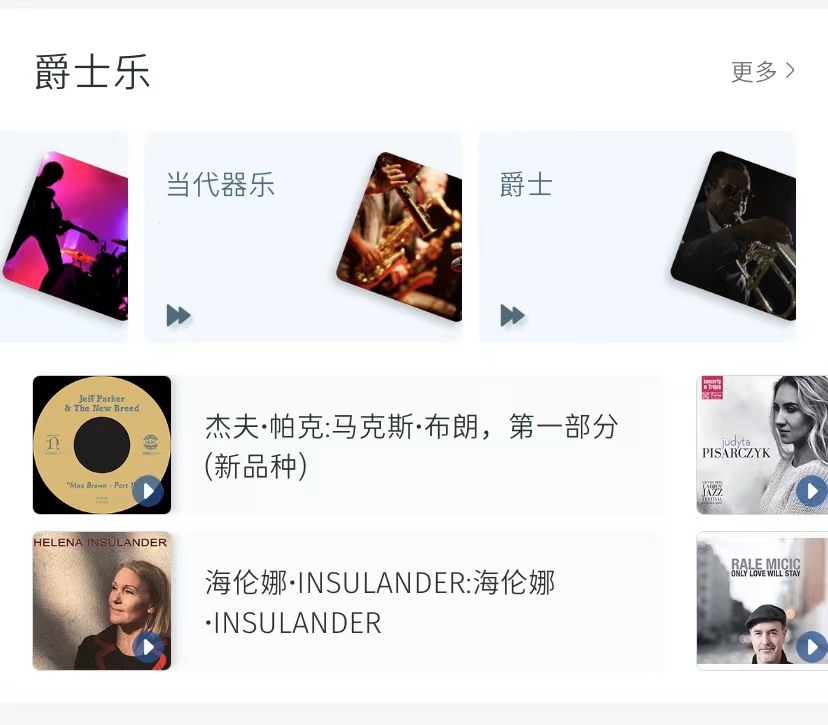 爵士乐
更多
当代器乐
爵士
Jeff Parker
& The New Breed
"Max Brown - Part I
杰夫•帕克:马克斯•布朗，第一部分
(新品种)
judyta
PISARCZYK
LADIES'
JAZZ
FESTIVAL
HELENA INSULANDER
海伦娜•INSULANDER:海伦娜
•INSULANDER
RALE MICIC
ONLY LOVE WILL STAY